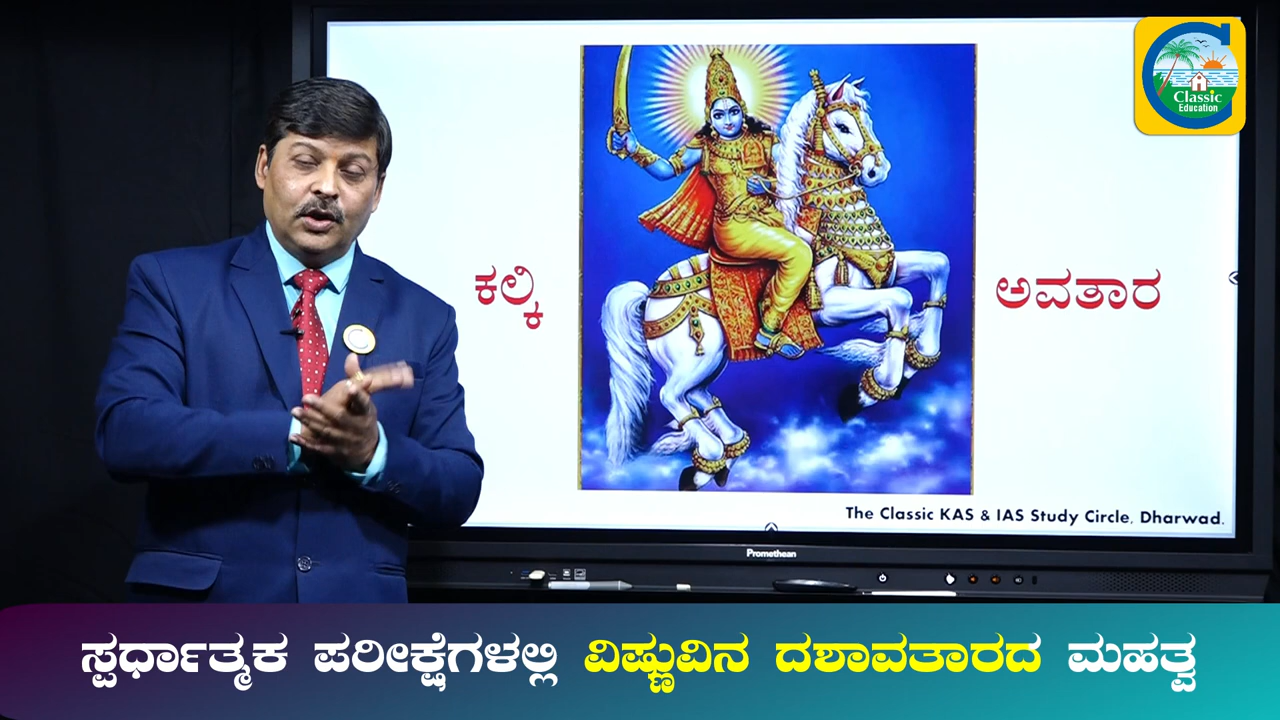 Classic
Education
ಕಲ್ಕಿ
ಅವತಾರ
The Classic KAS & IAS Study Circle, Dharwad.
Promethean
ಸ್ಪರ್ಧಾತ್ಮಕ ಪರೀಕ್ಷೆಗಳಲ್ಲಿ ವಿಷ್ಣುವಿನ ದಶಾವತಾರದ ಮಹತ್ವ